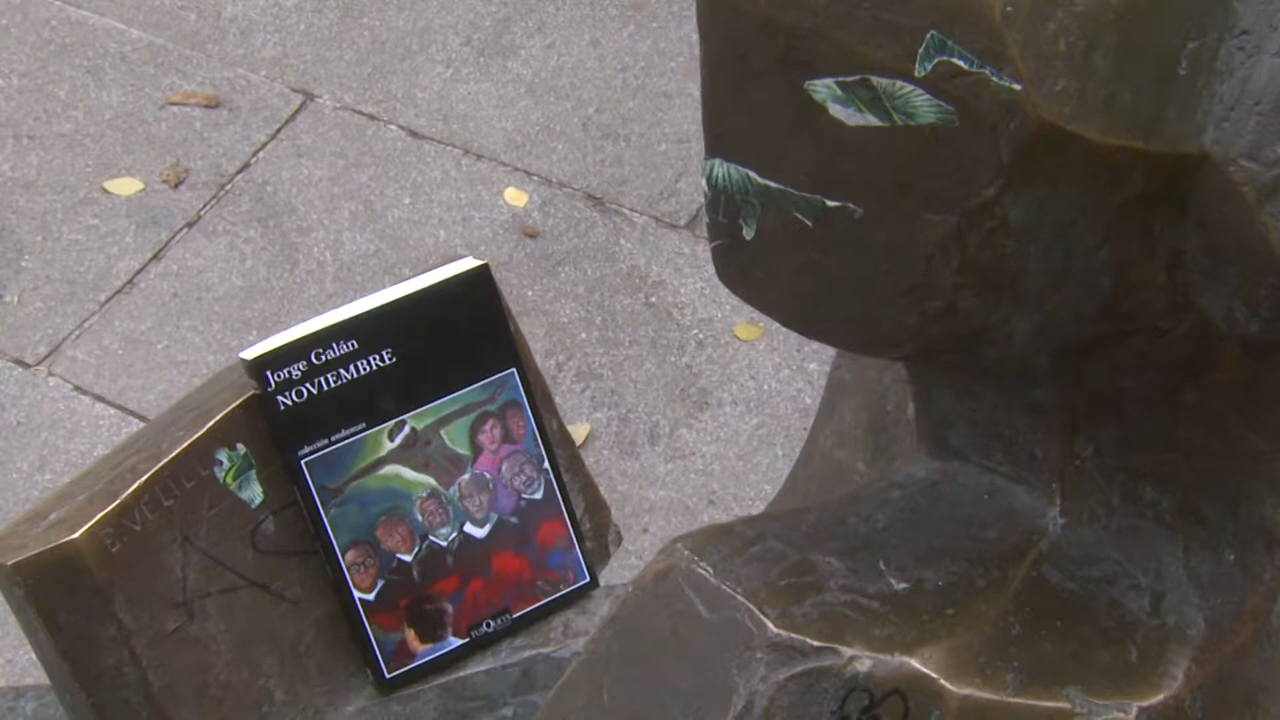 Jorge Galán
NOVIEMBRE
colección andanzas
TUSQUETS
E. VELILLA